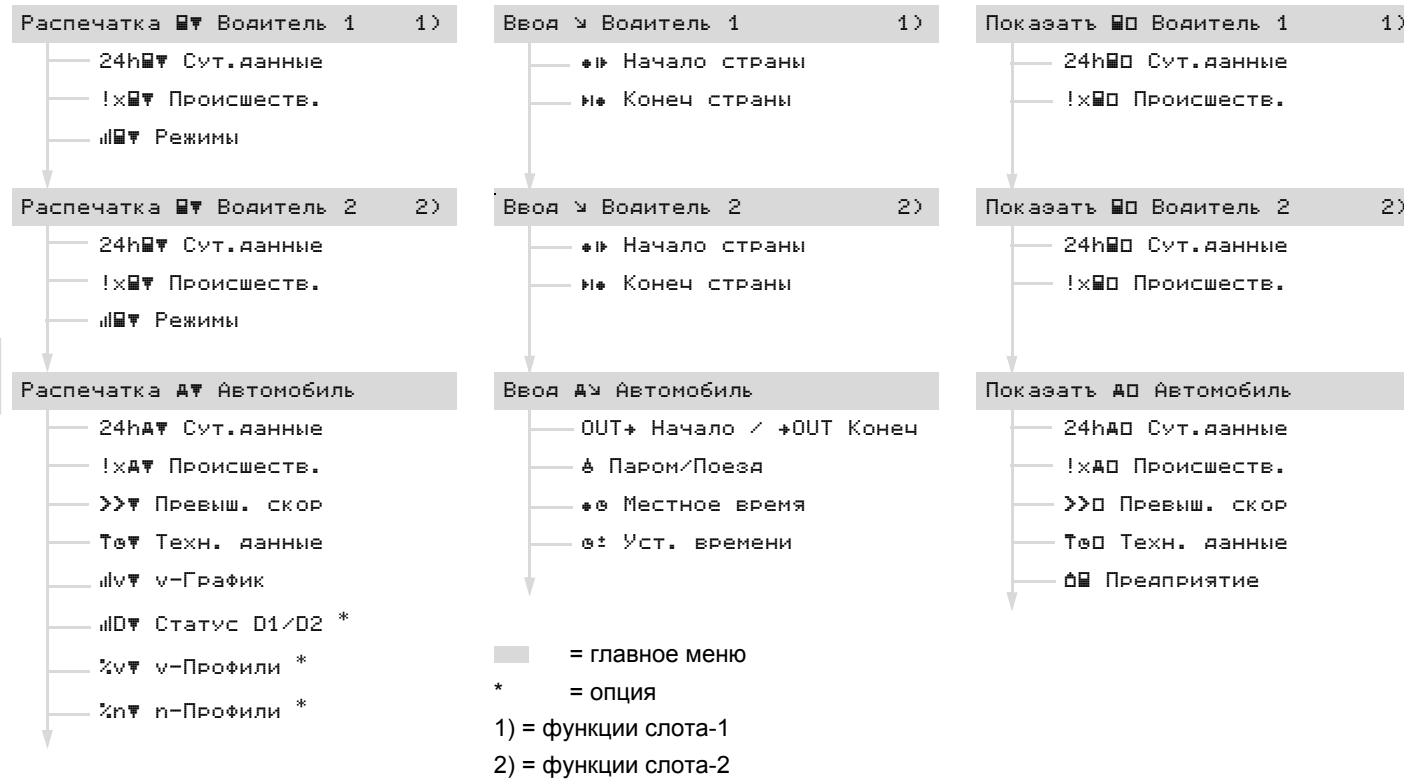 Распечатка Водитель 1 1)
24h Сут.данные
!x Происшеств.
Режимы
Распечатка Водитель 2 2)
24h Сут.данные
!x Происшеств.
Режимы
Распечатка Автомобиль
24h Сут.данные
!x Происшеств.
>> Превыш. скор
Техн. данные
v v-График
D Статус D1/D2 *
%v v-Профили *
%n n-Профили *
Ввод Водитель 1 1)
Начало страны
Конец страны
Ввод Водитель 2 2)
Начало страны
Конец страны
Ввод Автомобиль
OUT Начало / OUT Конец
Паром/Поезд
Местное время
Уст. времени
= главное меню
* = опция
1) = функции слота-1
2) = функции слота-2
Показать Водитель 1 1)
24h Сут.данные
!x Происшеств.
Показать Водитель 2 2)
24h Сут.данные
!x Происшеств.
Показать Автомобиль
24h Сут.данные
!x Происшеств.
>> Превыш. скор
Техн. данные
Предприятие